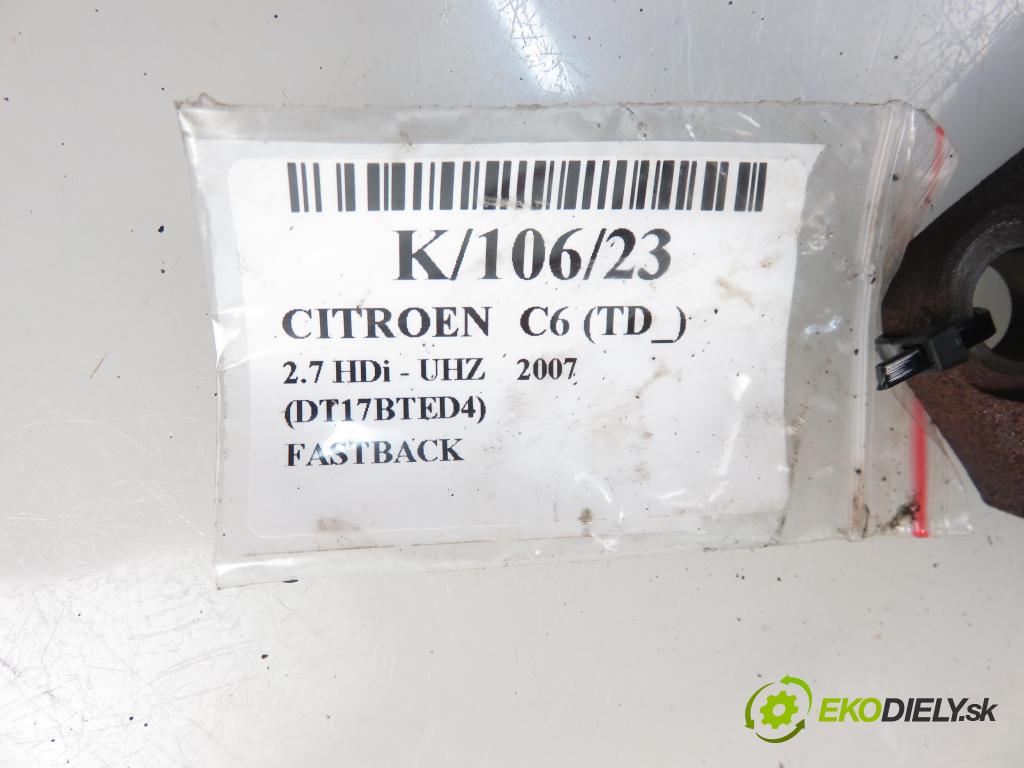 K/106/23
CITROEN C6 (TD_)
2.7 HDi - UHZ 2007
(DT17BTED4)
FASTBACK
EKODIELY.sk